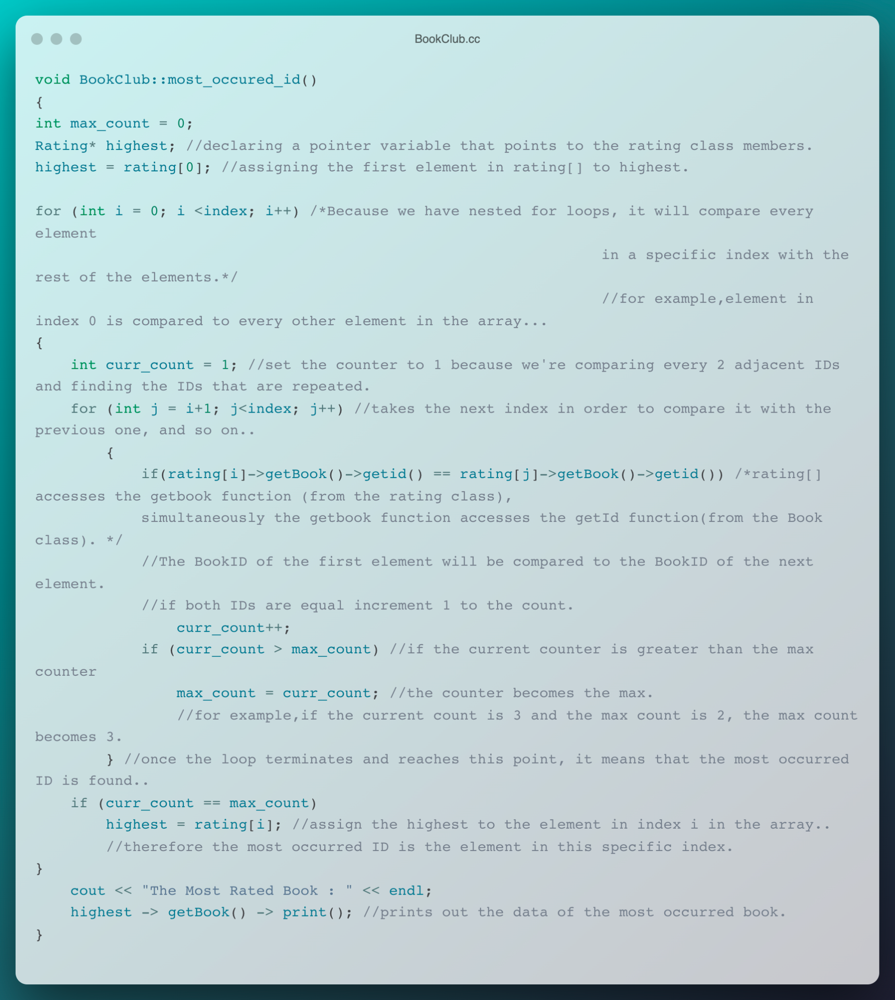 BookClub.cc
void BookClub::most_occured_id()
{
int max_count = 0;
Rating* highest; //declaring a pointer variable that points to the rating class members.
highest = rating[0]; //assigning the first element in rating[] to highest.
for (int i = 0; i <index; i++) /*Because we have nested for loops, it will compare every
element
in a specific index with the
rest of the elements.*/
//for example,element in
index 0 is compared to every other element in the array...
{
int curr_count = 1; //set the counter to 1 because we're comparing every 2 adjacent IDs
and finding the IDs that are repeated.
for (int j = i+1; j<index; j++) //takes the next index in order to compare it with the
previous one, and so on..
{
if(rating[i]->getBook()->getid() == rating[j]->getBook()->getid()) /*rating[]
accesses the getbook function (from the rating class),
simultaneously the getbook function accesses the getId function(from the Book
class). */
//The BookID of the first element will be compared to the BookID of the next
element.
//if both IDs are equal increment 1 to the count.
curr_count++;
if (curr_count > max_count) //if the current counter is greater than the max
counter
max_count = curr_count; //the counter becomes the max.
//for example,if the current count is 3 and the max count is 2, the max count
becomes 3.
} //once the loop terminates and reaches this point, it means that the most occurred
ID is found..
if (curr_count == max_count)
highest = rating[i]; //assign the highest to the element in index i in the array..
//therefore the most occurred ID is the element in this specific index.
}
cout << "The Most Rated Book : " << endl;
highest -> getBook() -> print(); //prints out the data of the most occurred book.
}